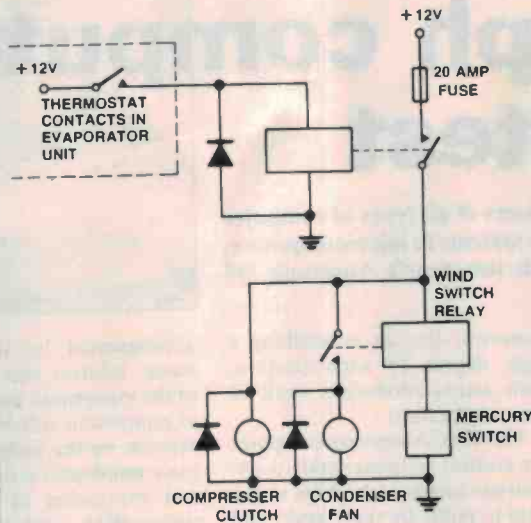 +12V
20 AMP
FUSE
+12V
THERMOSTAT
CONTACTS IN
EVAPORATOR
UNIT
WIND
SWITCH
RELAY
MERCURY
SWITCH
COMPRESSER
CLUTCH
CONDENSER
FAN